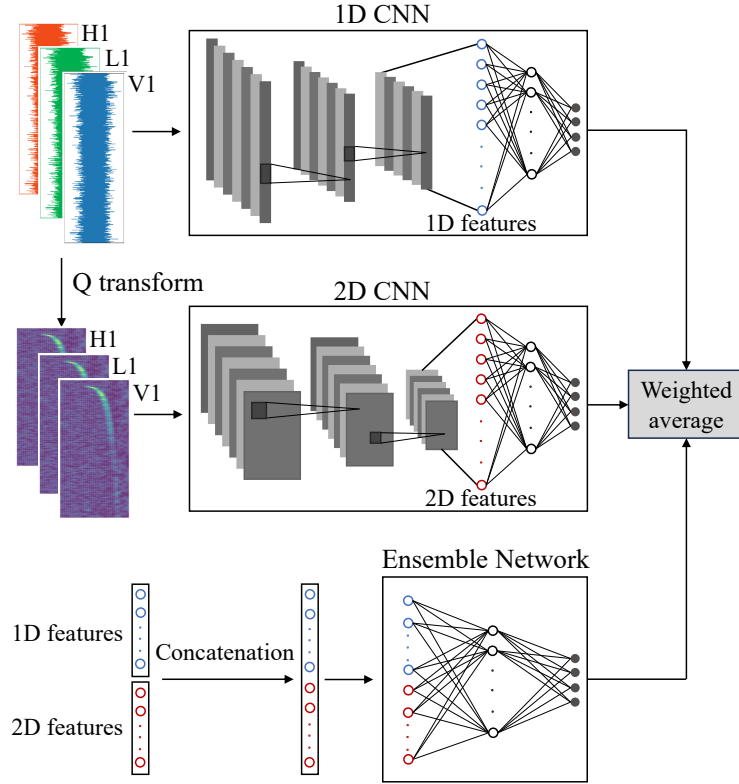 1D CNN
H1
L1
V1
1D features
Q transform
2D CNN
H1
L1
V1
2D features
Weighted
average
Ensemble Network
1D features
Concatenation
2D features